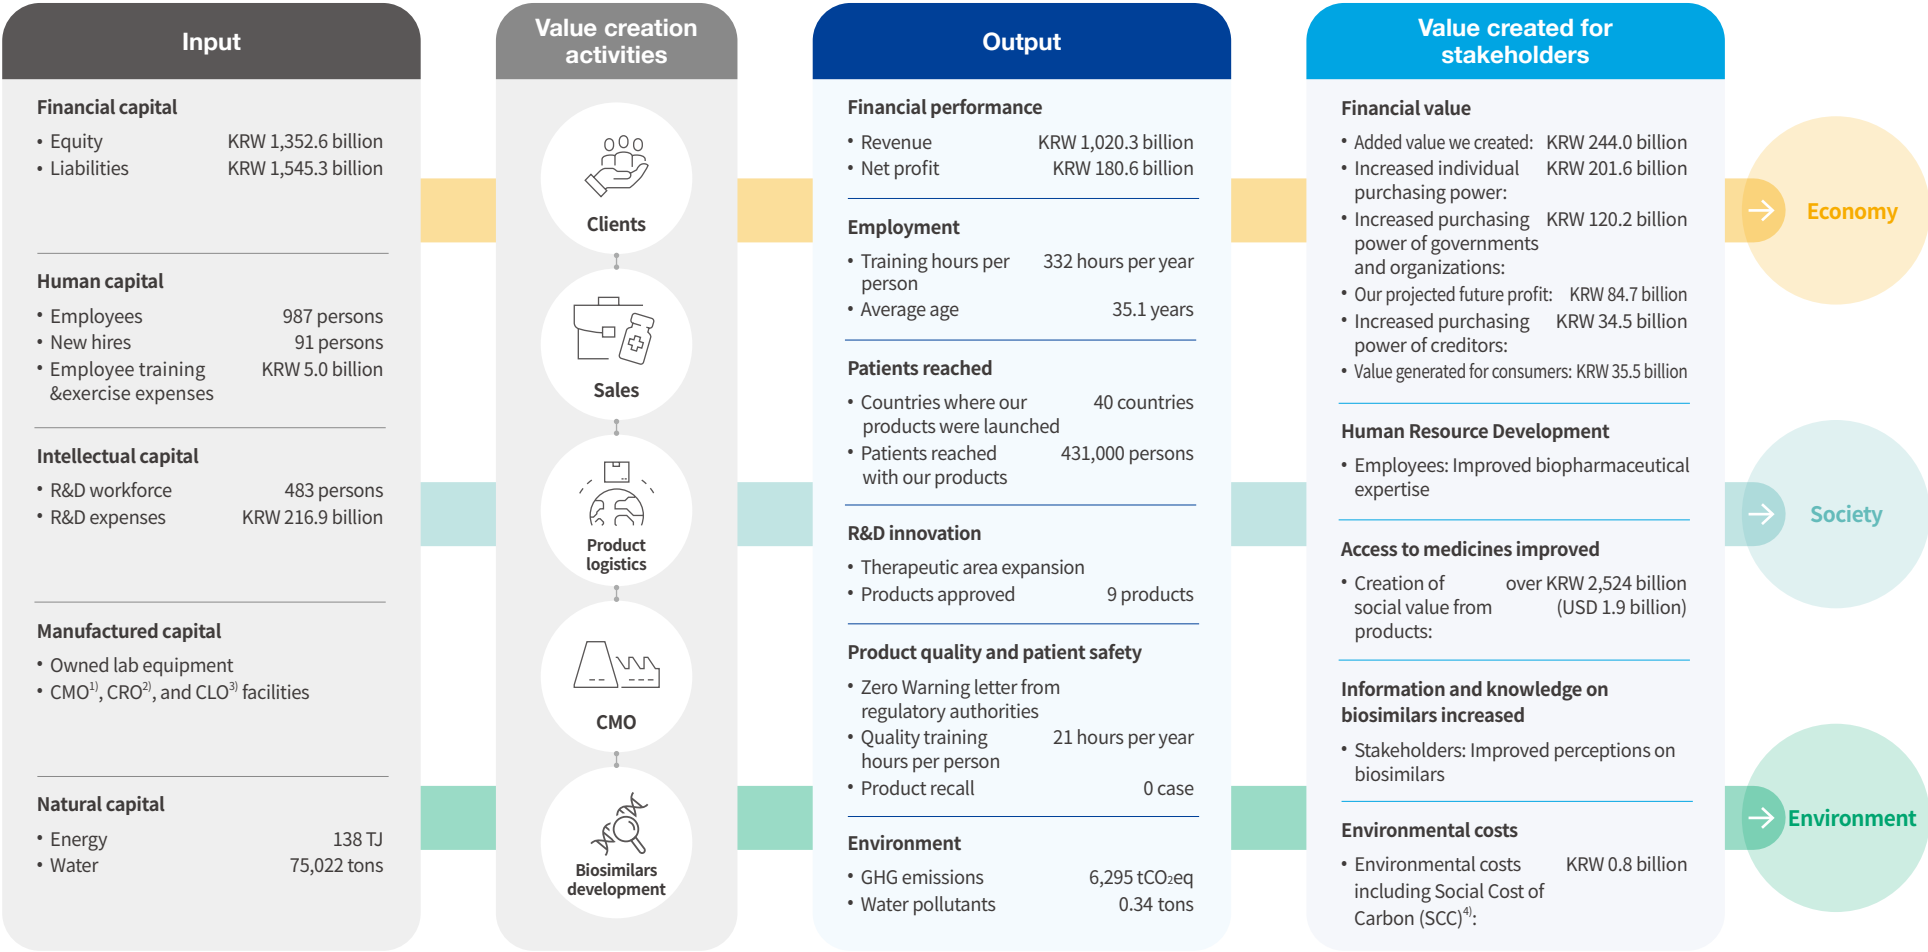 Input
Financial capital
• Equity KRW 1,352.6 billion
• Liabilities KRW 1,545.3 billion
Human capital
• Employees 987 persons
• New hires 91 persons
• Employee training KRW 5.0 billion
&exercise expenses
Intellectual capital
• R&D workforce 483 persons
• R&D expenses KRW 216.9 billion
Manufactured capital
• Owned lab equipment
• CMO1), CRO2), and CLO3) facilities
Natural capital
• Energy 138 TJ
• Water 75,022 tons
Value creation
activities
Clients
Sales
Product
logistics
CMO
Biosimilars
development
Output
Financial performance
• Revenue KRW 1,020.3 billion
• Net profit KRW 180.6 billion
Employment
• Training hours per 332 hours per year
person
• Average age 35.1 years
Patients reached
• Countries where our 40 countries
products were launched
• Patients reached 431,000 persons
with our products
R&D innovation
• Therapeutic area expansion
• Products approved 9 products
Product quality and patient safety
• Zero Warning letter from
regulatory authorities
• Quality training 21 hours per year
hours per person
• Product recall 0 case
Environment
• GHG emissions 6,295 tCO2eq
• Water pollutants 0.34 tons
Value created for
stakeholders
Financial value
• Added value we created: KRW 244.0 billion
• Increased individual KRW 201.6 billion
purchasing power:
• Increased purchasing KRW 120.2 billion
power of governments
and organizations:
• Our projected future profit: KRW 84.7 billion
• Increased purchasing KRW 34.5 billion
power of creditors:
• Value generated for consumers: KRW 35.5 billion
Human Resource Development
• Employees: Improved biopharmaceutical
expertise
Access to medicines improved
• Creation of over KRW 2,524 billion
social value from (USD 1.9 billion)
products:
Information and knowledge on
biosimilars increased
• Stakeholders: Improved perceptions on
biosimilars
Environmental costs
• Environmental costs KRW 0.8 billion
including Social Cost of
Carbon (SCC)4):
Economy
Society
Environment